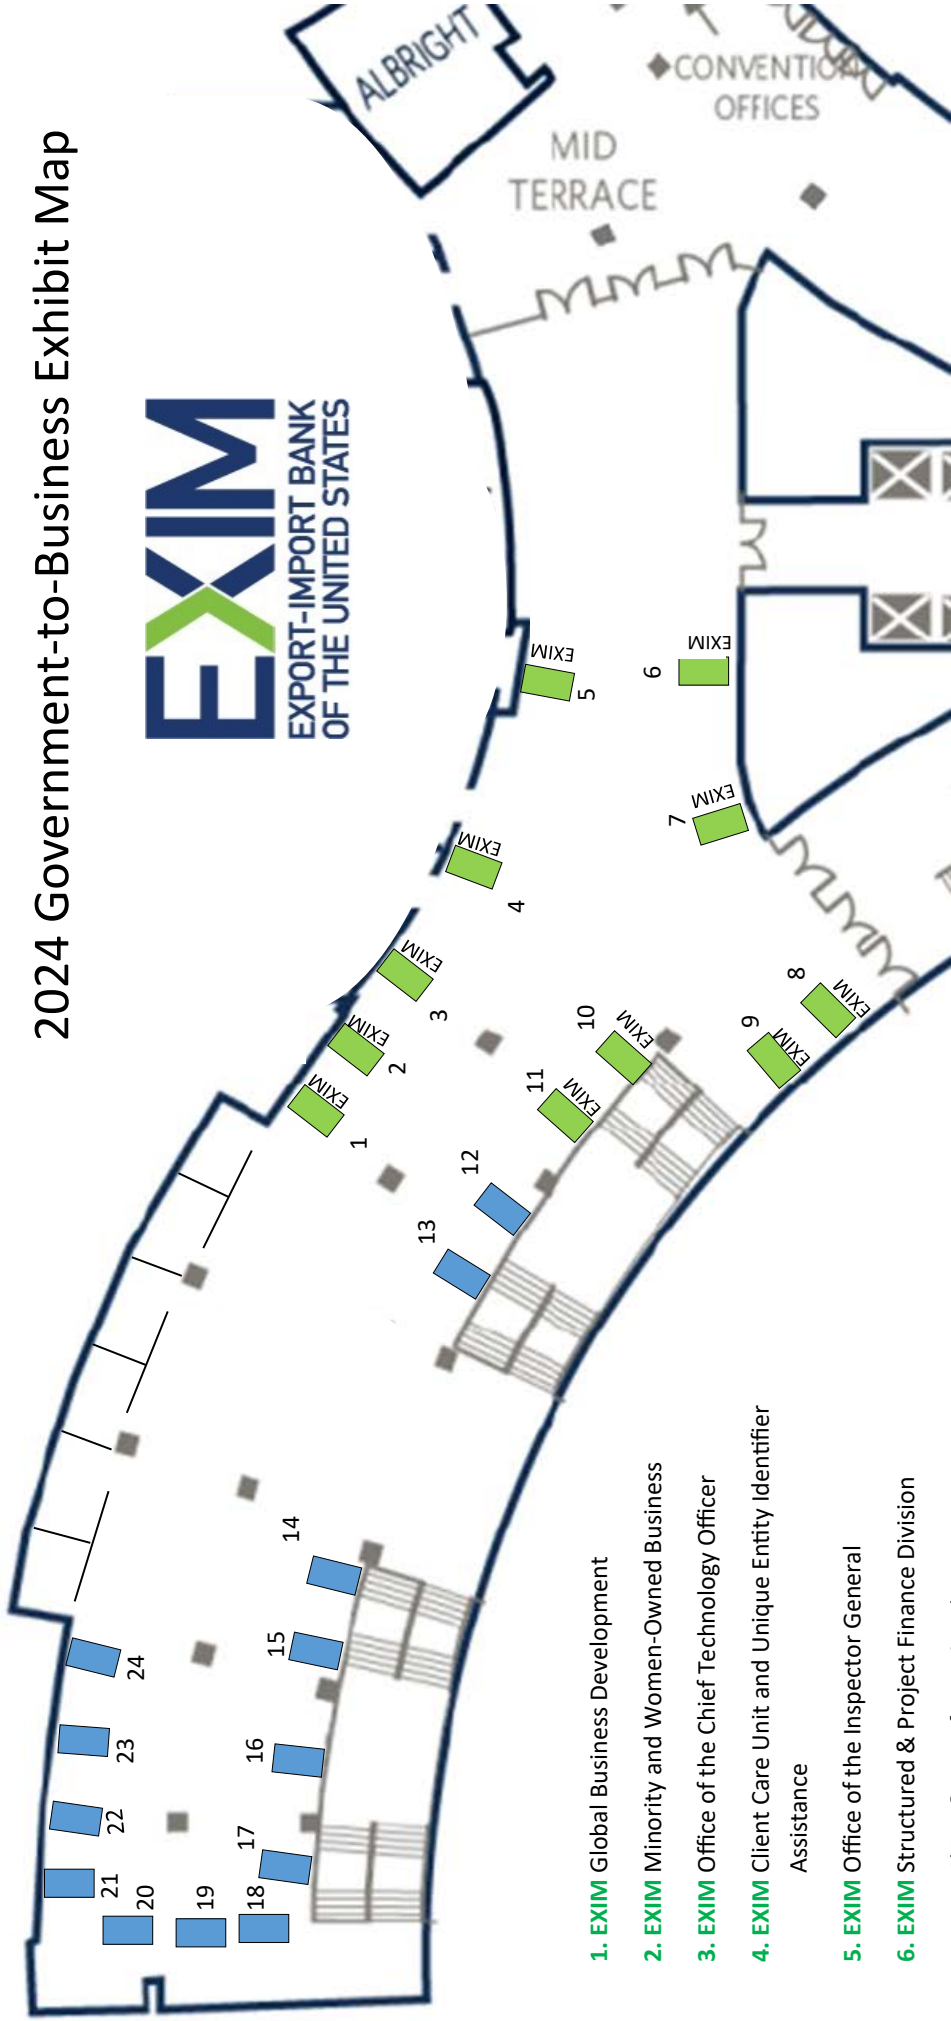 2024 Government-to-Business Exhibit Map
EXIM
EXPORT-IMPORT BANK
OF THE UNITED STATES
ALBRIGHT
CONVENTION
OFFICES
MID
TERRACE
EXIM
5
EXIM
6
EXIM
7
EXIM
4
EXIM
3
EXIM
2
EXIM
1
EXIM
8
EXIM
9
EXIM
10
EXIM
11
12
13
14
15
16
17
18
19
20
21
22
23
24
1. EXIM Global Business Development
2. EXIM Minority and Women-Owned Business
3. EXIM Office of the Chief Technology Officer
4. EXIM Client Care Unit and Unique Entity Identifier
Assistance
5. EXIM Office of the Inspector General
6. EXIM Structured & Project Finance Division